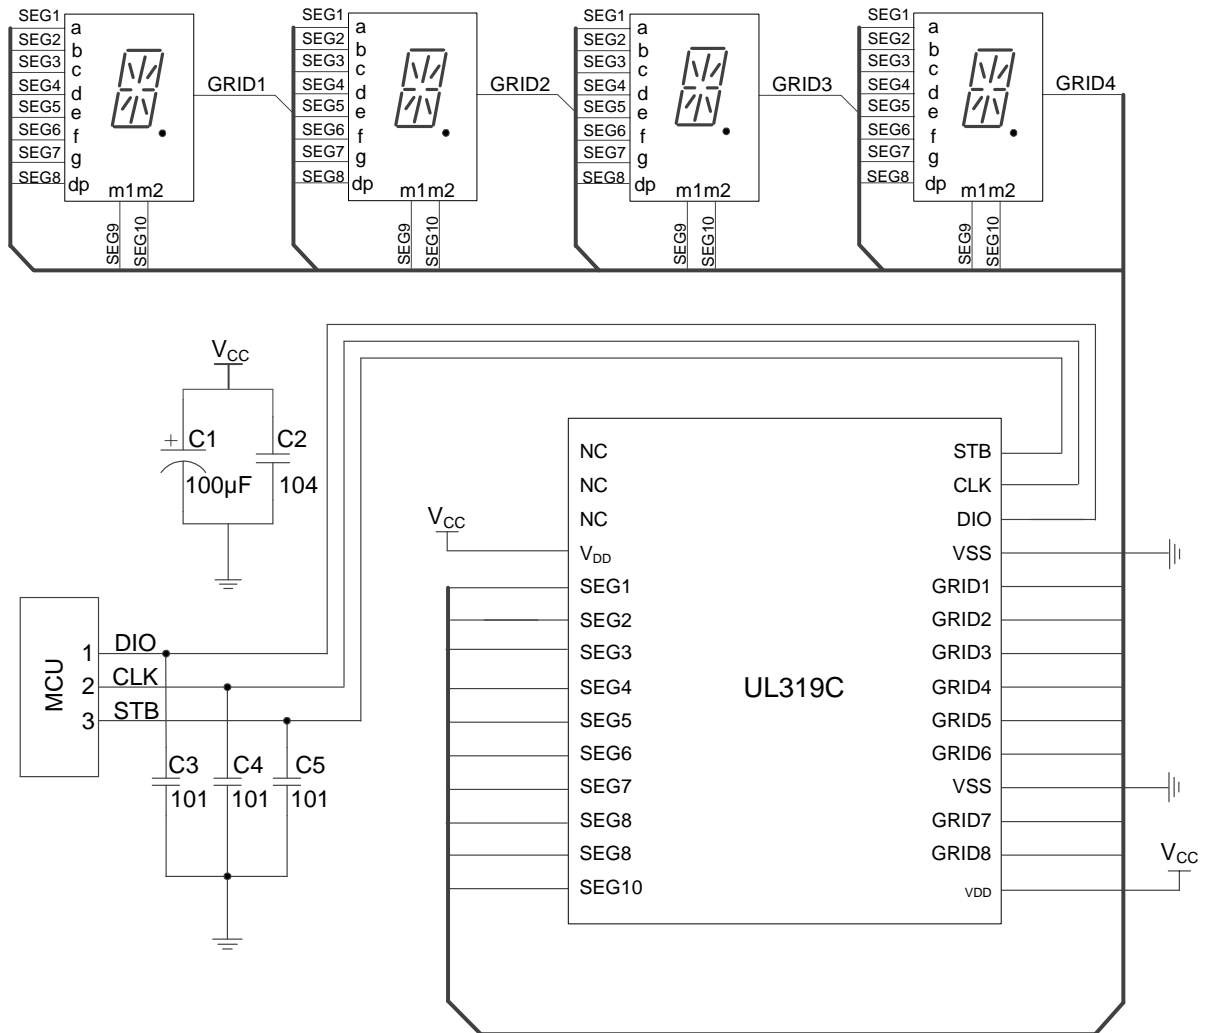 SEG1
SEG2
SEG3
SEG4
SEG5
SEG6
SEG7
SEG8
a
b
c
d
e
f
g
dp
m1m2
SEG9
SEG10
GRID1
SEG1
SEG2
SEG3
SEG4
SEG5
SEG6
SEG7
SEG8
a
b
c
d
e
f
g
dp
m1m2
SEG9
SEG10
GRID2
SEG1
SEG2
SEG3
SEG4
SEG5
SEG6
SEG7
SEG8
a
b
c
d
e
f
g
dp
m1m2
SEG9
SEG10
GRID3
SEG1
SEG2
SEG3
SEG4
SEG5
SEG6
SEG7
SEG8
a
b
c
d
e
f
g
dp
m1m2
SEG9
SEG10
GRID4
VCC
+ C1
100μF
C2
104
MCU
1 DIO
2 CLK
3 STB
C3
101
C4
101
C5
101
VCC
NC
NC
NC
VDD
SEG1
SEG2
SEG3
SEG4
SEG5
SEG6
SEG7
SEG8
SEG8
SEG10
UL319C
STB
CLK
DIO
VSS
GRID1
GRID2
GRID3
GRID4
GRID5
GRID6
VSS
GRID7
GRID8
VDD
VCC